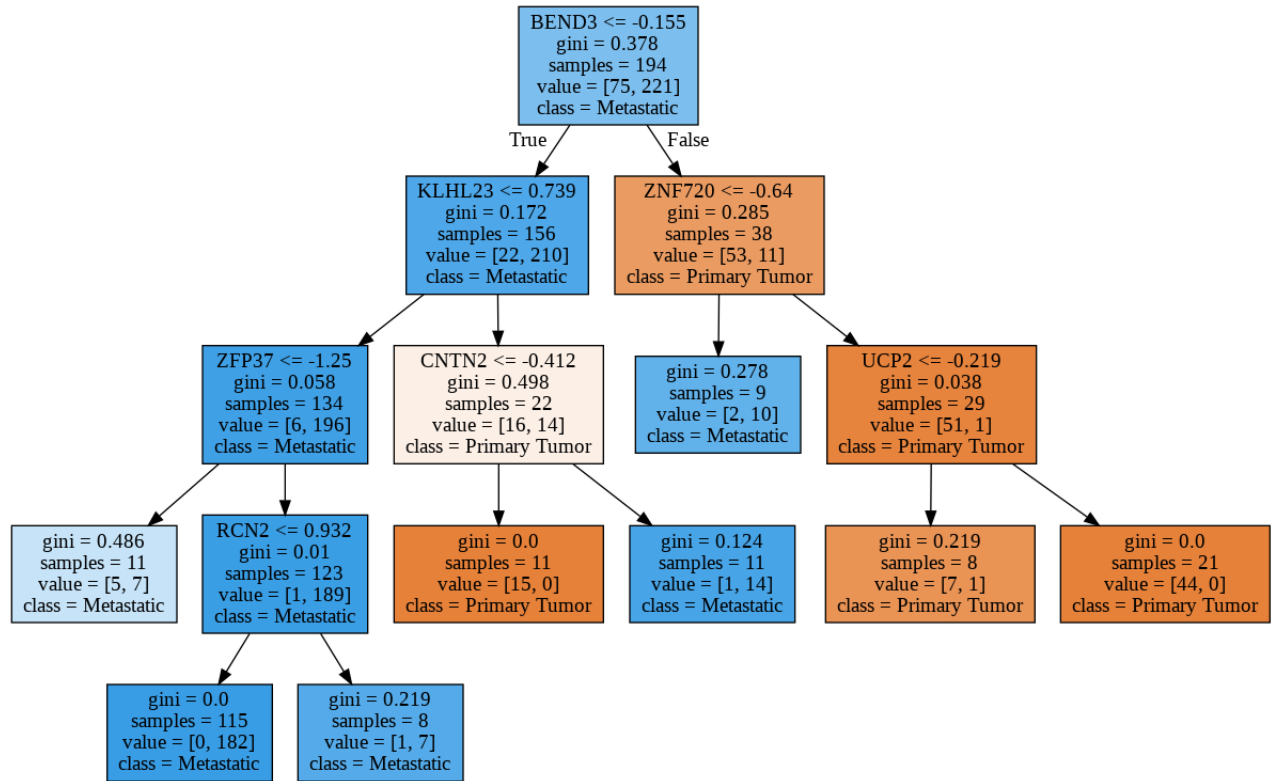 BEND3 <= -0.155
gini = 0.378
samples = 194
value = [75, 221]
class = Metastatic
True
False
KLHL23 <= 0.739
gini = 0.172
samples = 156
value = [22, 210]
class = Metastatic
ZNF720 <= -0.64
gini = 0.285
samples = 38
value = [53, 11]
class = Primary Tumor
ZFP37 <= -1.25
gini = 0.058
samples = 134
value = [6, 196]
class = Metastatic
CNTN2 <= -0.412
gini = 0.498
samples = 22
value = [16, 14]
class = Primary Tumor
gini = 0.278
samples = 9
value = [2, 10]
class = Metastatic
UCP2 <= -0.219
gini = 0.038
samples = 29
value = [51, 1]
class = Primary Tumor
gini = 0.486
samples = 11
value = [5, 7]
class = Metastatic
RCN2 <= 0.932
gini = 0.01
samples = 123
value = [1, 189]
class = Metastatic
gini = 0.0
samples = 11
value = [15, 0]
class = Primary Tumor
gini = 0.124
samples = 11
value = [1, 14]
class = Metastatic
gini = 0.219
samples = 8
value = [7, 1]
class = Primary Tumor
gini = 0.0
samples = 21
value = [44, 0]
class = Primary Tumor
gini = 0.0
samples = 115
value = [0, 182]
class = Metastatic
gini = 0.219
samples = 8
value = [1, 7]
class = Metastatic